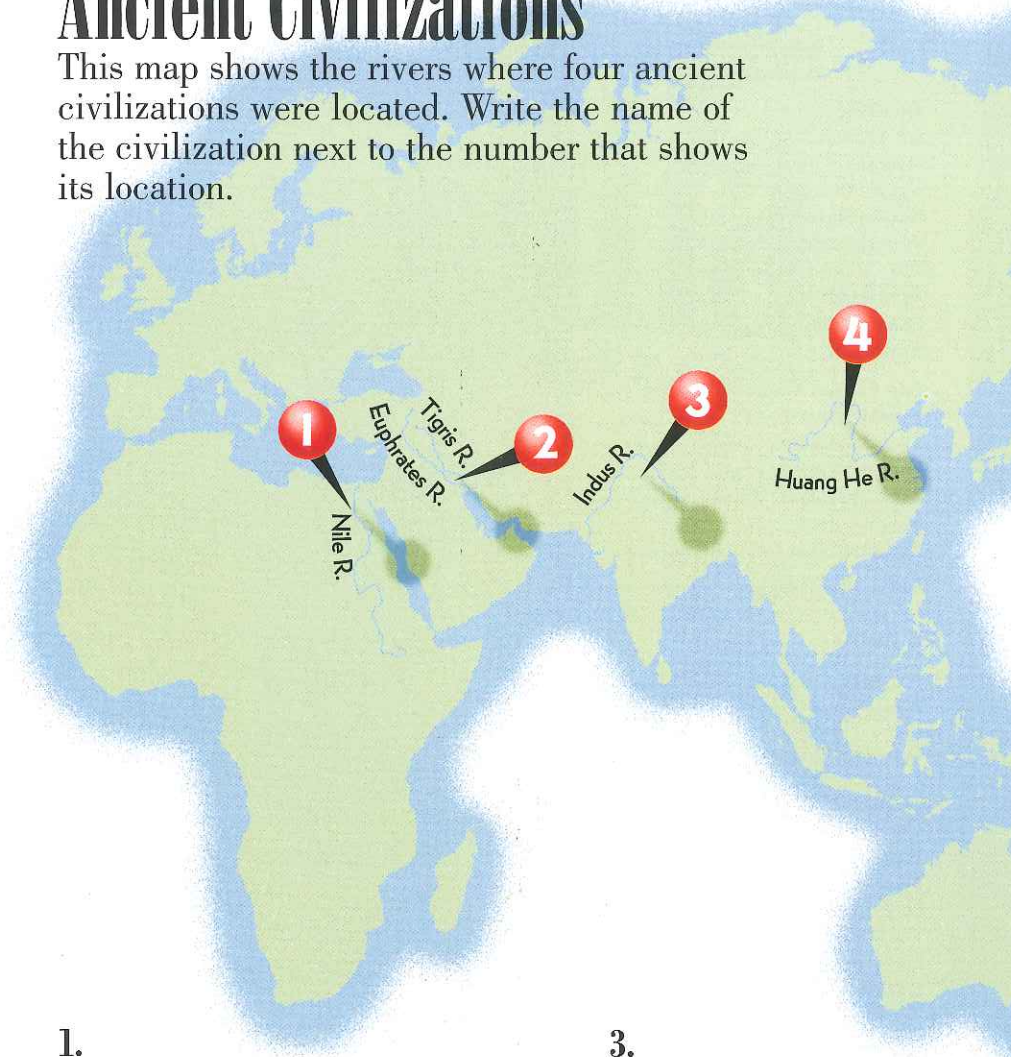 Ancient Civilizations
This map shows the rivers where four ancient
civilizations were located. Write the name of
the civilization next to the number that shows
its location.
4
3
1
2
Tigris R.
Euphrates R.
Indus R.
Huang He R.
Nile R.
1.
3.